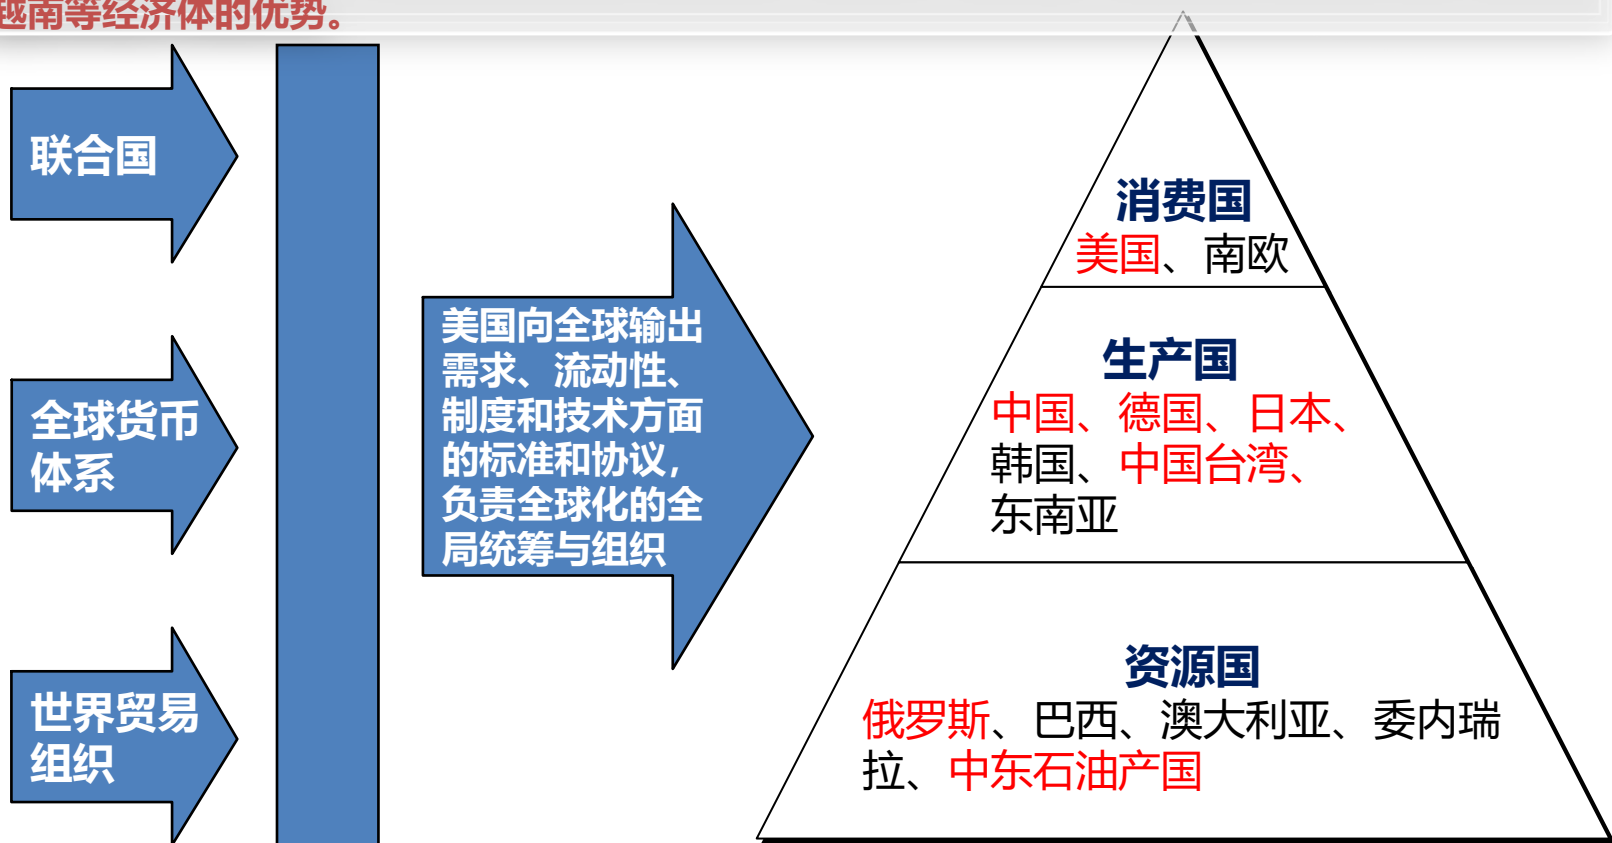 越南等经济体的优势。
联合国
全球货币
体系
世界贸易
组织
美国向全球输出
需求、流动性、
制度和技术方面
的标准和协议，
负责全球化的全
局统筹与组织
消费国
美国、南欧
生产国
中国、德国、日本、
韩国、中国台湾、
东南亚
资源国
俄罗斯、巴西、澳大利亚、委内瑞
拉、中东石油产国